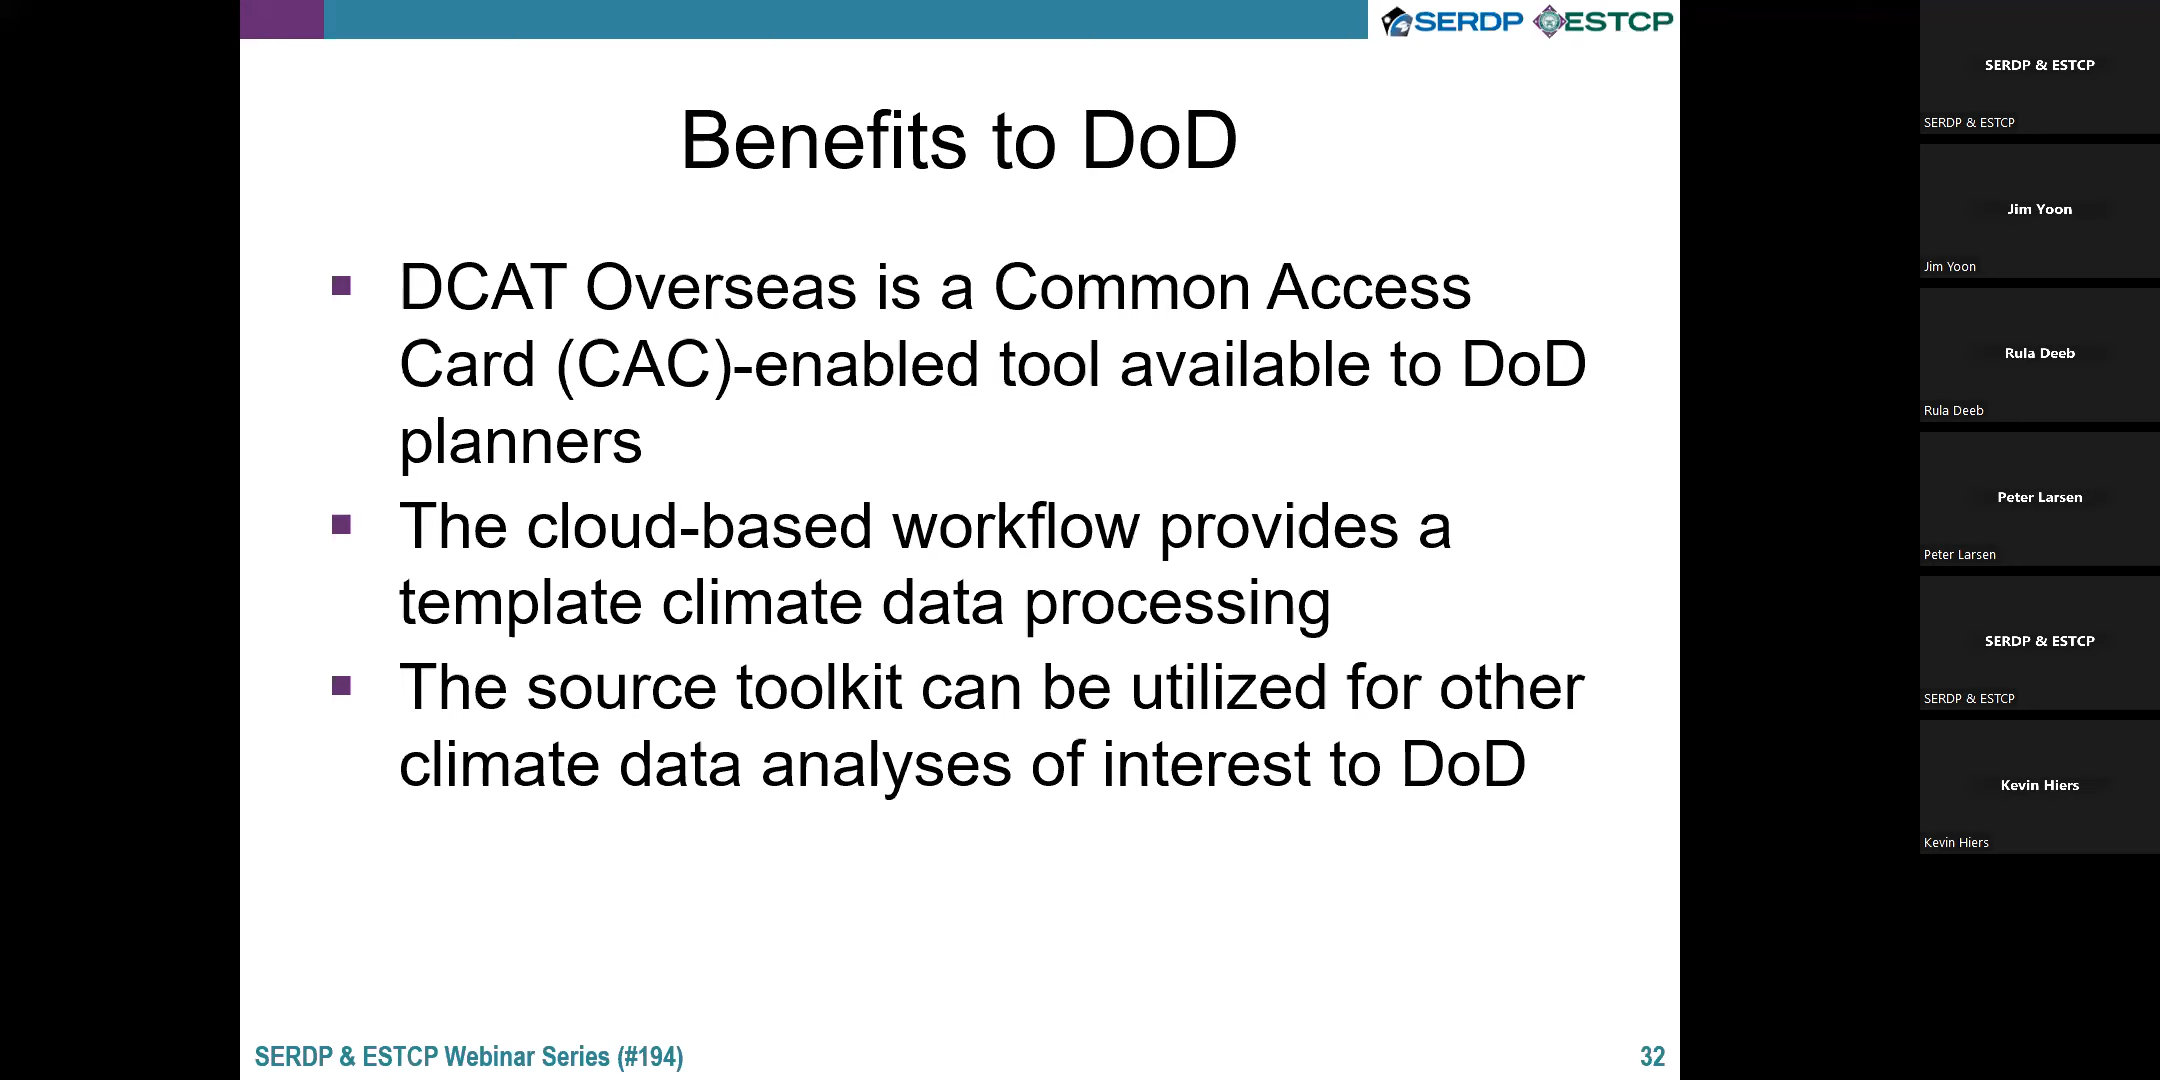 SERDP ESTCP
Benefits to DoD
▪ DCAT Overseas is a Common Access
Card (CAC)-enabled tool available to DoD
planners
▪ The cloud-based workflow provides a
template climate data processing
▪ The source toolkit can be utilized for other
climate data analyses of interest to DoD
SERDP & ESTCP Webinar Series (#194)
32
SERDP & ESTCP
SERDP & ESTCP
Jim Yoon
Jim Yoon
Rula Deeb
Rula Deeb
Peter Larsen
Peter Larsen
SERDP & ESTCP
SERDP & ESTCP
Kevin Hiers
Kevin Hiers